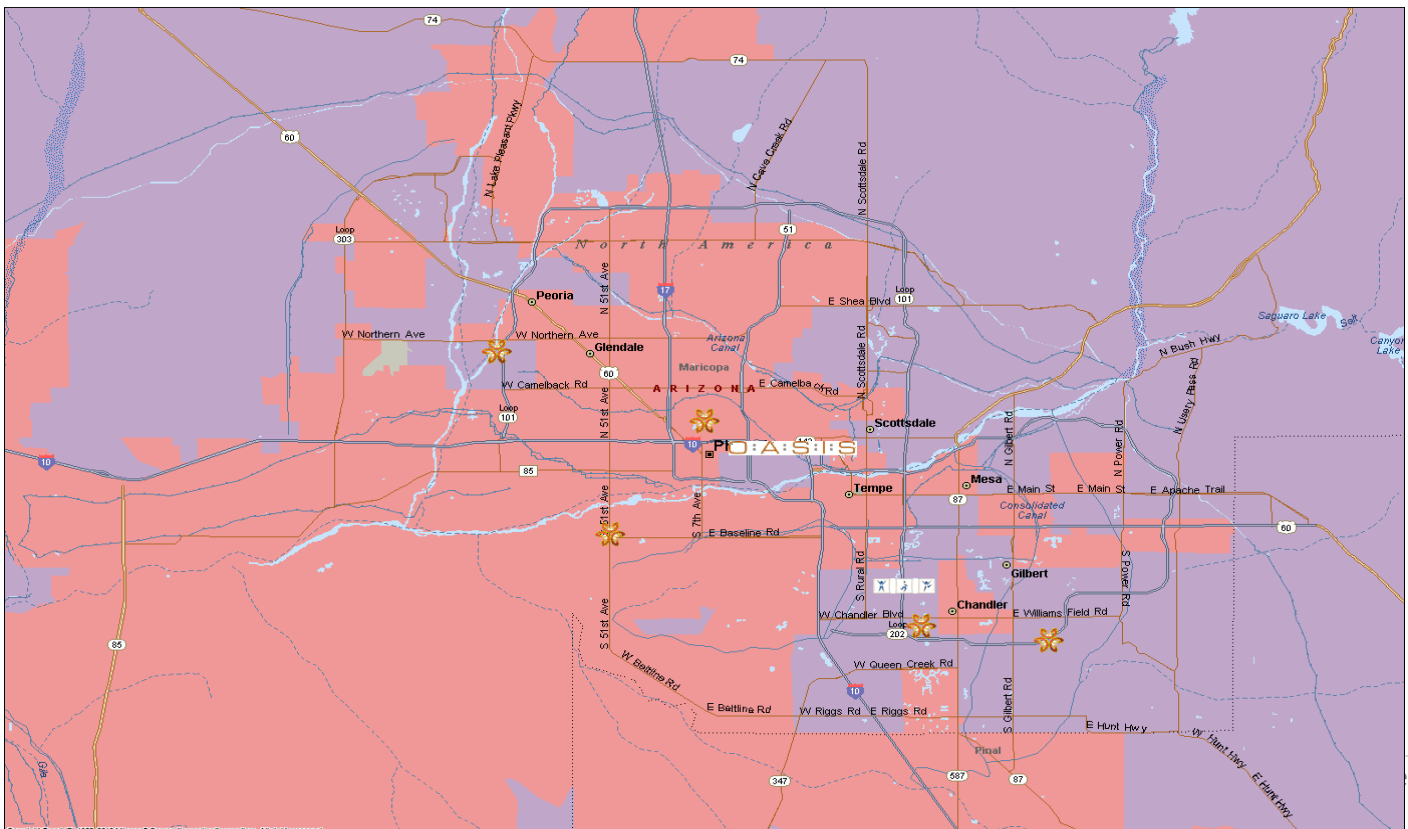 74
74
60
N Lake Pleasant Pkwy
N Cave Creek Rd
N Scottsdale Rd
Loop
303
51
North America
N 51st Ave
17
Loop
101
Peoria
E Shea Blvd
Saguaro Lake
Salt
Canyon
Lake
W Northern Ave
W Northern Ave
Arizona
Canal
N Bush Hwy
Glendale
Maricopa
60
N Scottsdale Rd
N Usery Pass Rd
W Camelback Rd
ARIZONA
E Camelback Rd
Loop
101
N 51st Ave
Scottsdale
N Gilbert Rd
N Power Rd
10
10
O:A:S:I:S
85
Tempe
Mesa
E Main St
E Main St
E Apache Trail
87
Consolidated
Canal
S 7th Ave
E Baseline Rd
60
S Rural Rd
Gilbert
S Power Rd
Chandler
W Chandler Blvd
E Williams Field Rd
Loop
202
S 51st Ave
85
W Beltline Rd
W Queen Creek Rd
10
E Beltline Rd
W Riggs Rd
E Riggs Rd
S Gilbert Rd
E Hunt Hwy
W Hunt Hwy
Pinal
Gila
347
587
87
E Hunt Hwy